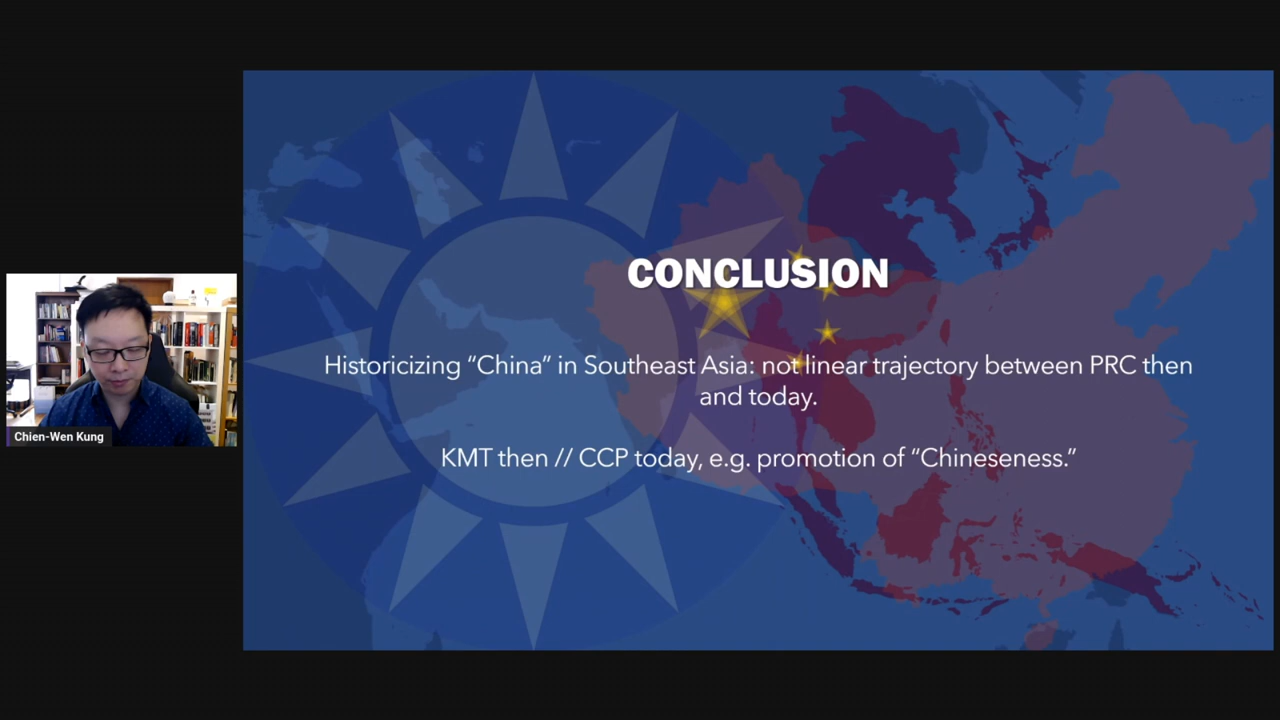 CONCLUSION
Historicizing “China” in Southeast Asia: not linear trajectory between PRC then
and today.
KMT then // CCP today, e.g. promotion of “Chineseness.”
Chien-Wen Kung